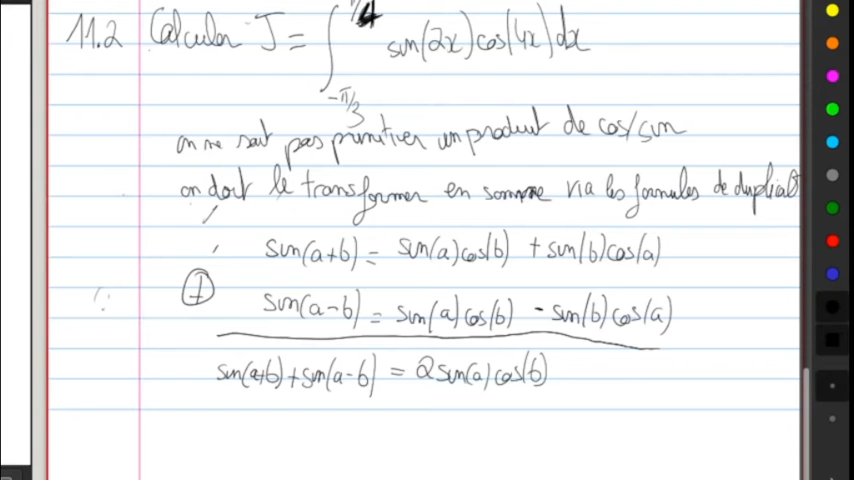 11.2 Calculer J = ∫_{-π/3}^{π/4} sin(2x)cos(4x)dx
on ne sait pas primitiver un produit de cos/sin
on doit le transformer en somme via les formules de
sin(a+b) = sin(a)cos(b) + sin(b)cos(a)
sin(a-b) = sin(a)cos(b) - sin(b)cos(a)
sin(a+b)+sin(a-b) = 2sin(a)cos(b)